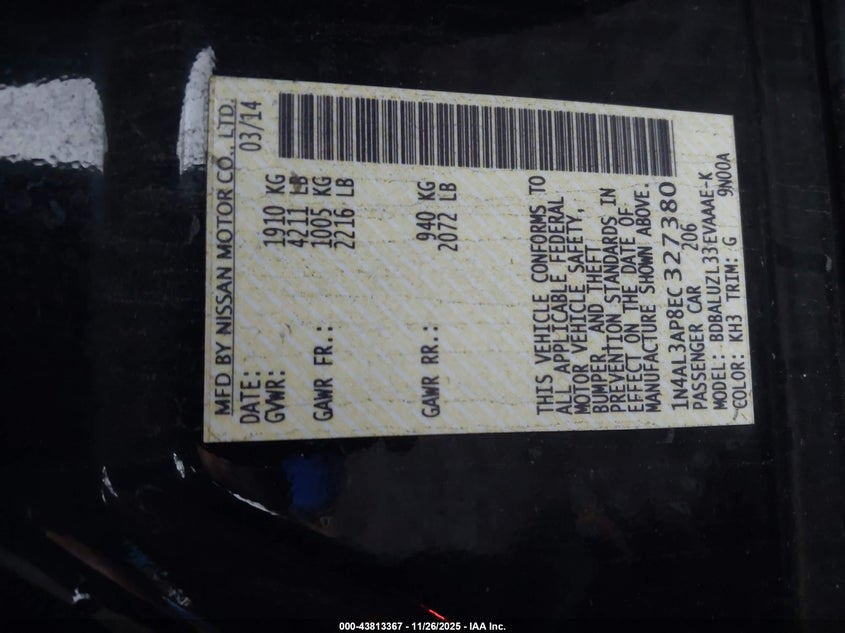 MFD BY NISSAN MOTOR CO., LTD.
DATE: 03/14
GVWR: 1910 KG
4211 LB
GAWR FR.: 1005 KG
2216 LB
GAWR RR.: 940 KG
2072 LB
THIS VEHICLE CONFORMS TO
ALL APPLICABLE FEDERAL
MOTOR VEHICLE SAFETY,
BUMPER, AND THEFT
PREVENTION STANDARDS IN
EFFECT ON THE DATE OF
MANUFACTURE SHOWN ABOVE.
1N4AL3AP8EC327380
PASSENGER CAR 206
MODEL: BDBALUZL33EVAAAE-K
COLOR: KH3 TRIM: G 9N00A
000-43813367 - 11/26/2025 - IAA Inc.